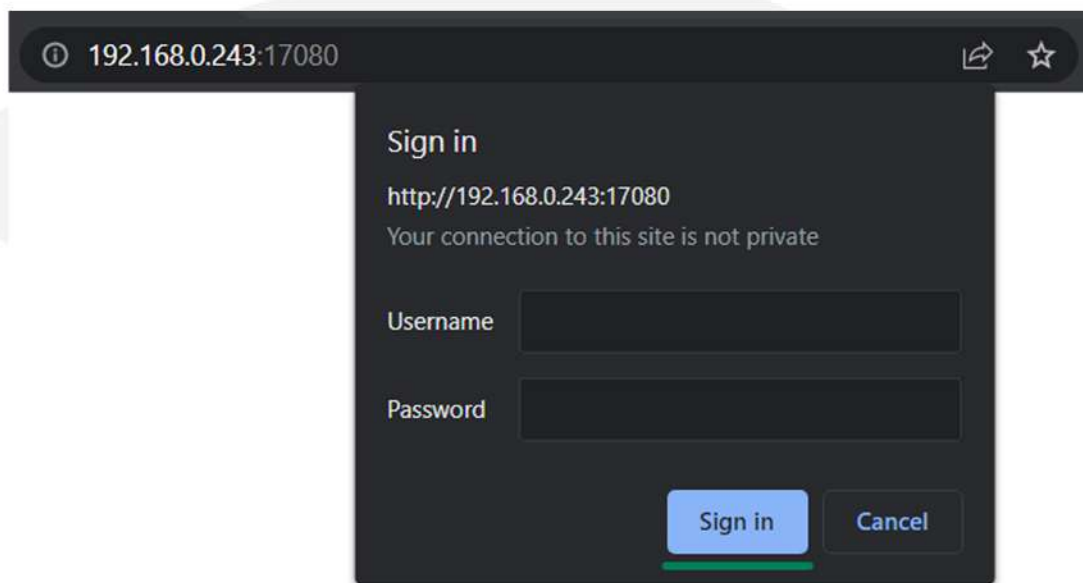 192.168.0.243:17080
Sign in
http://192.168.0.243:17080
Your connection to this site is not private
Username
Password
Sign in Cancel